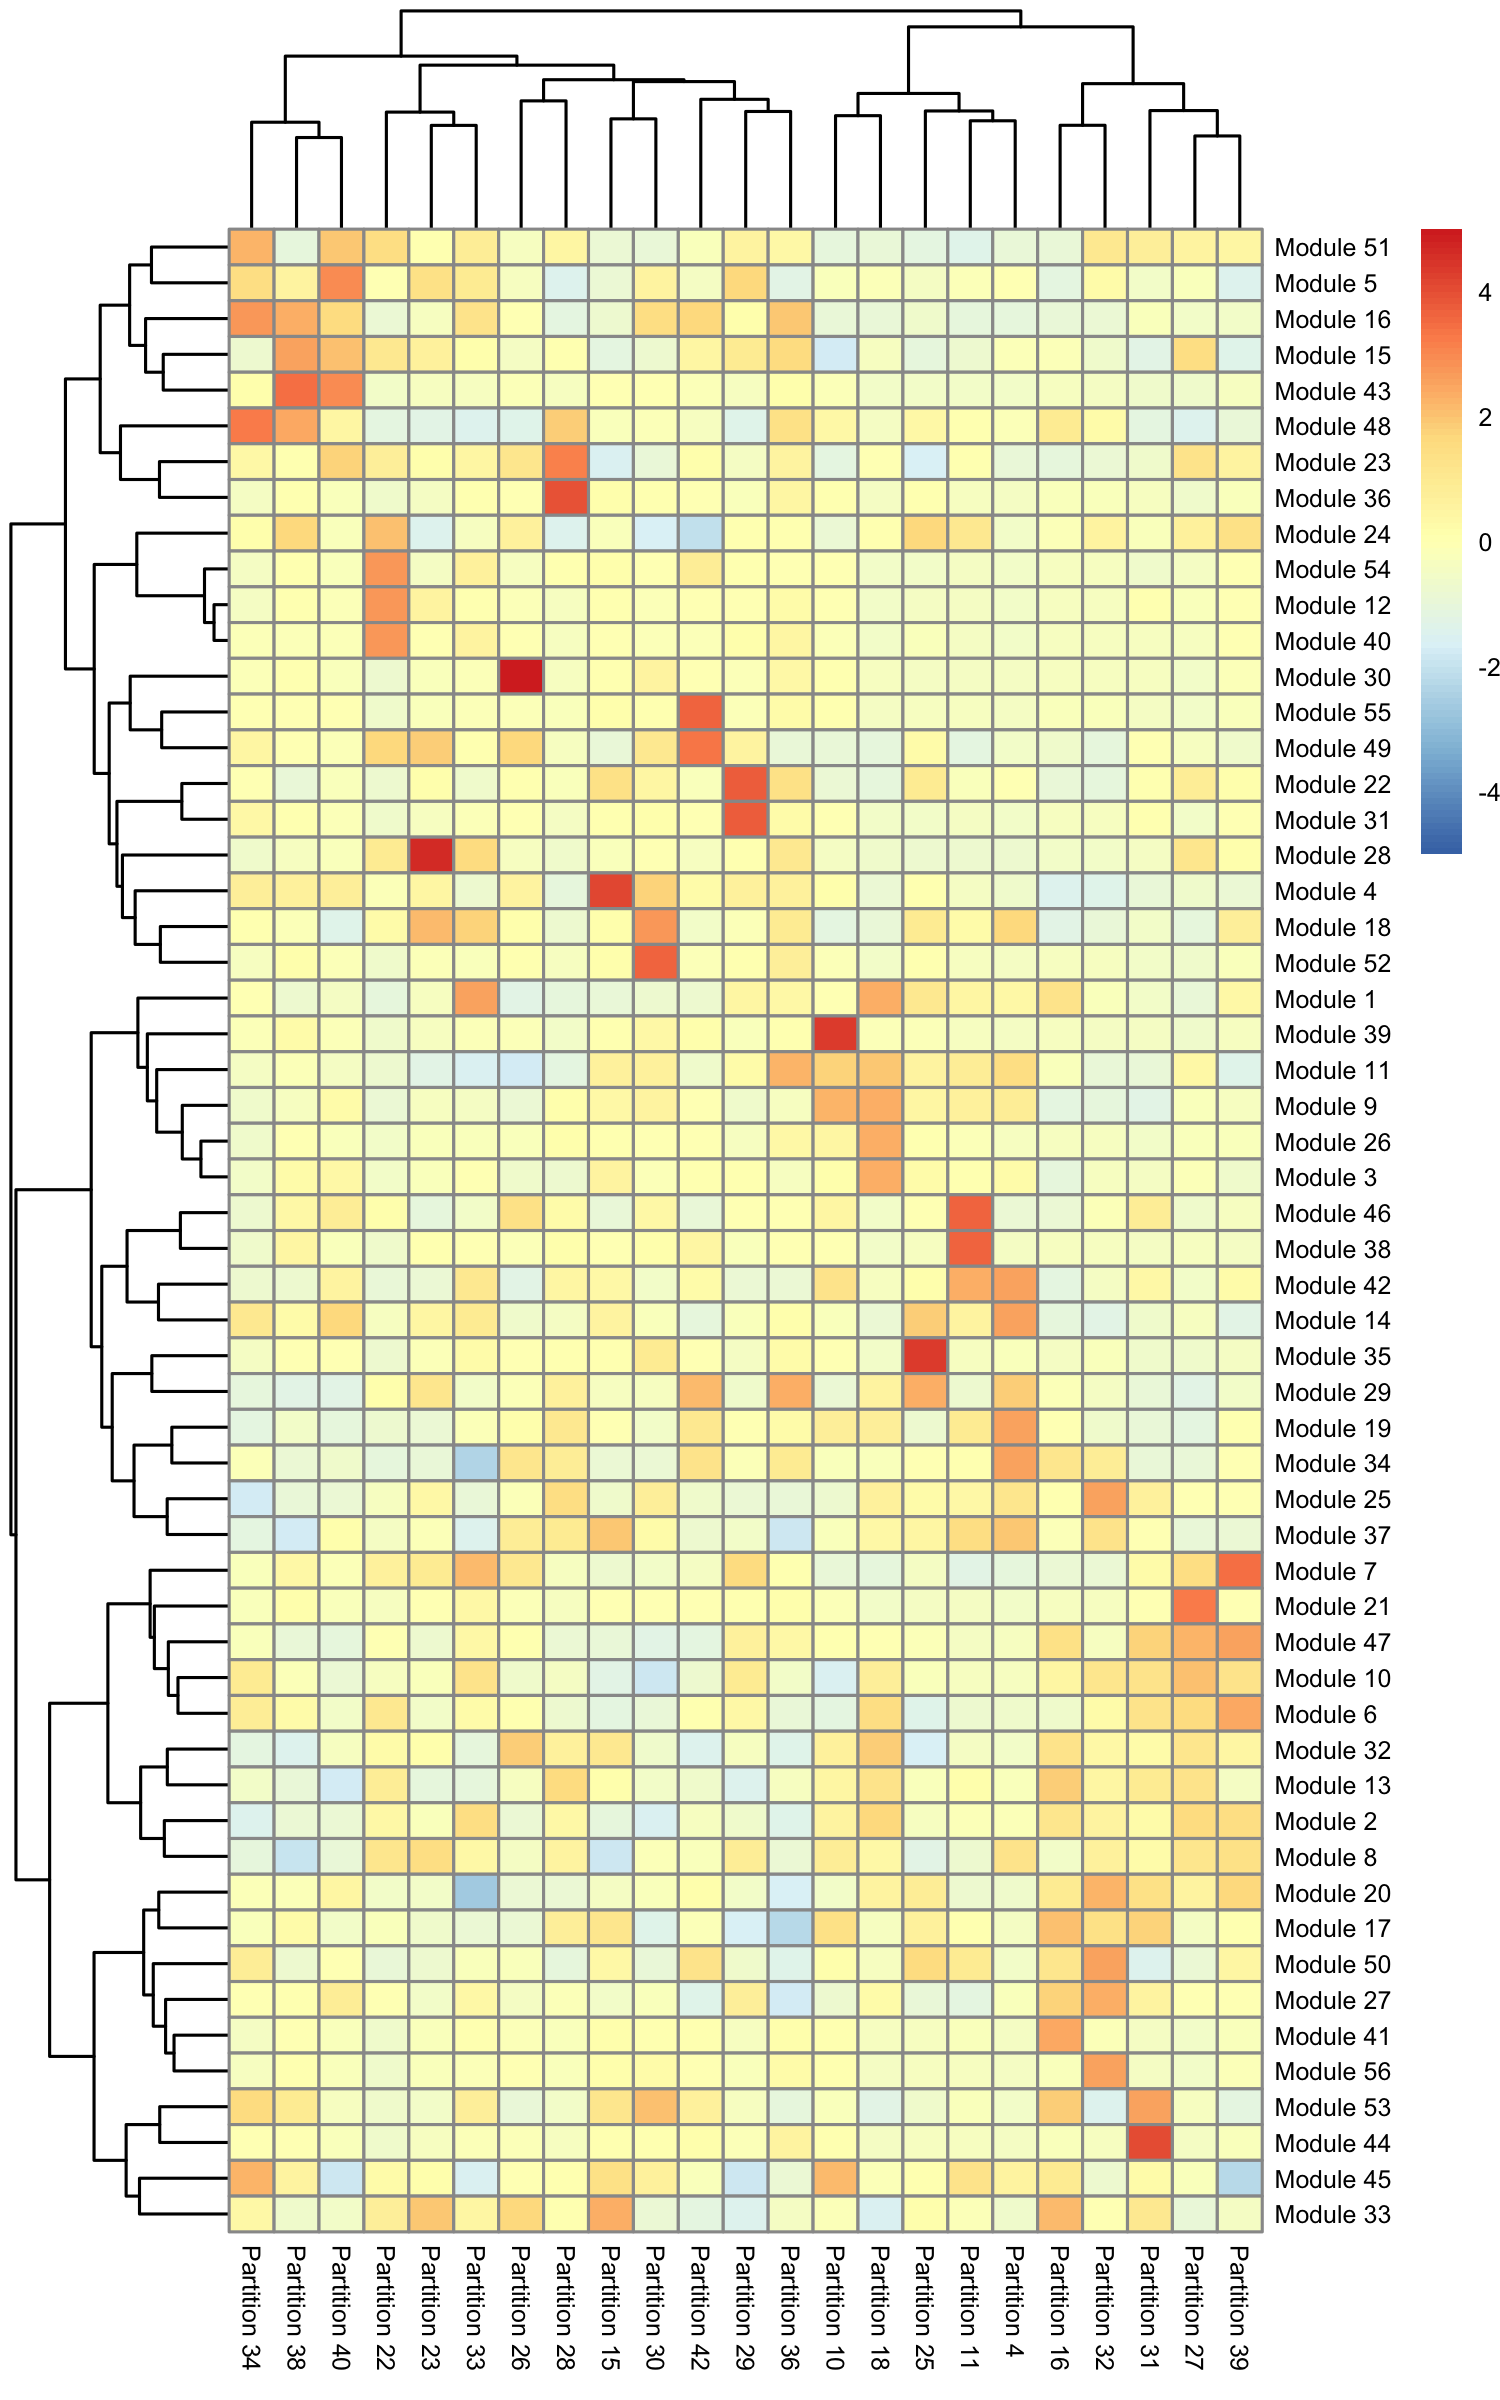 Module 51
Module 5
Module 16
Module 15
Module 43
Module 48
Module 23
Module 36
Module 24
Module 54
Module 12
Module 40
Module 30
Module 55
Module 49
Module 22
Module 31
Module 28
Module 4
Module 18
Module 52
Module 1
Module 39
Module 11
Module 9
Module 26
Module 3
Module 46
Module 38
Module 42
Module 14
Module 35
Module 29
Module 19
Module 34
Module 25
Module 37
Module 7
Module 21
Module 47
Module 10
Module 6
Module 32
Module 13
Module 2
Module 8
Module 20
Module 17
Module 50
Module 27
Module 41
Module 56
Module 53
Module 44
Module 45
Module 33
4
2
0
-2
-4
Partition 34
Partition 38
Partition 40
Partition 22
Partition 23
Partition 33
Partition 26
Partition 28
Partition 15
Partition 30
Partition 42
Partition 29
Partition 36
Partition 10
Partition 18
Partition 25
Partition 11
Partition 4
Partition 16
Partition 32
Partition 31
Partition 27
Partition 39